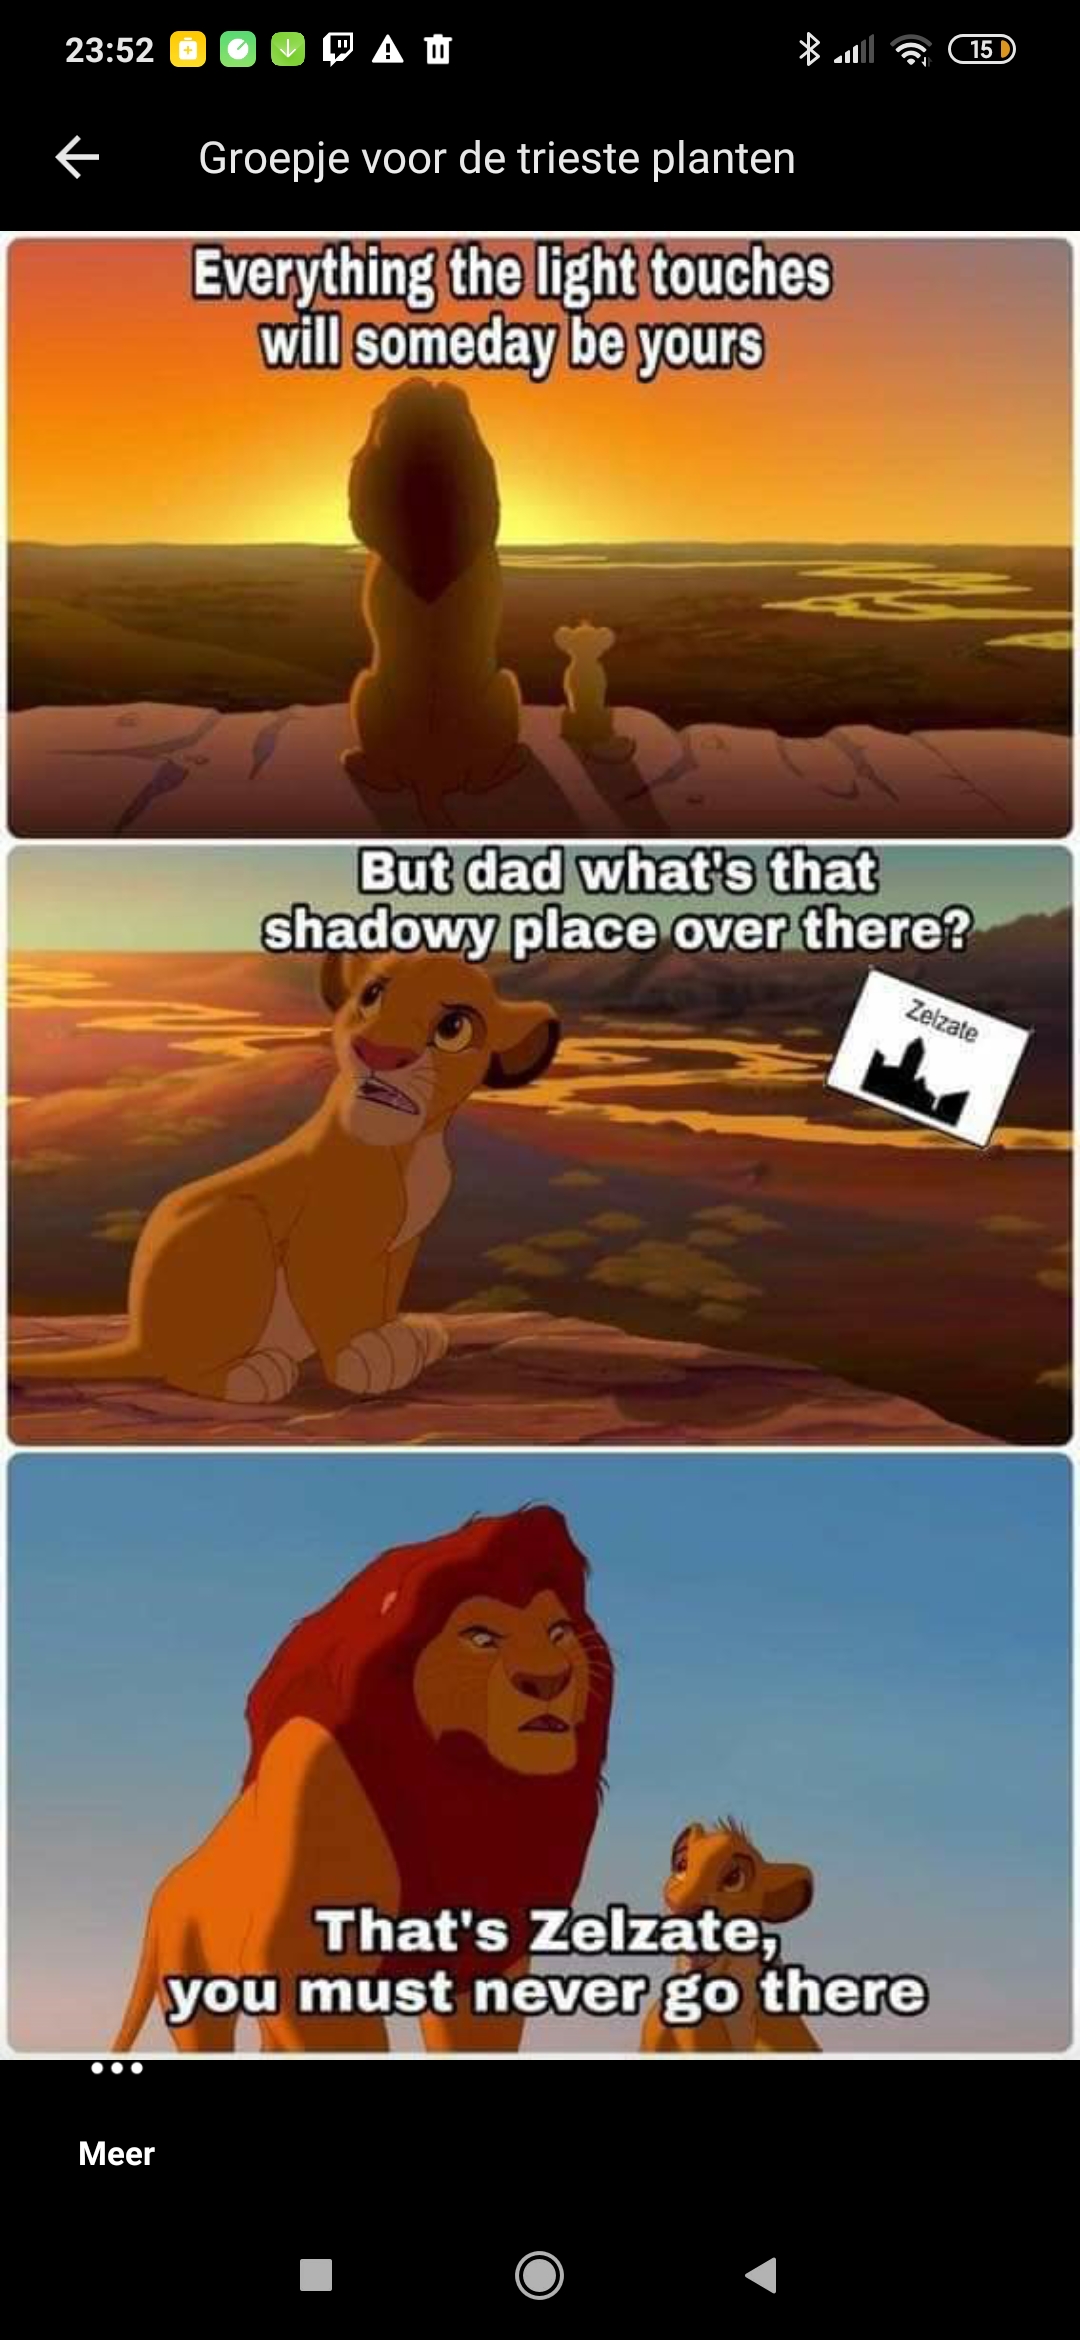 23:52
15
Groepje voor de trieste planten
Everything the light touches
will someday be yours
But dad what's that
shadowy place over there?
Zelzate
That's Zelzate,
you must never go there
Meer